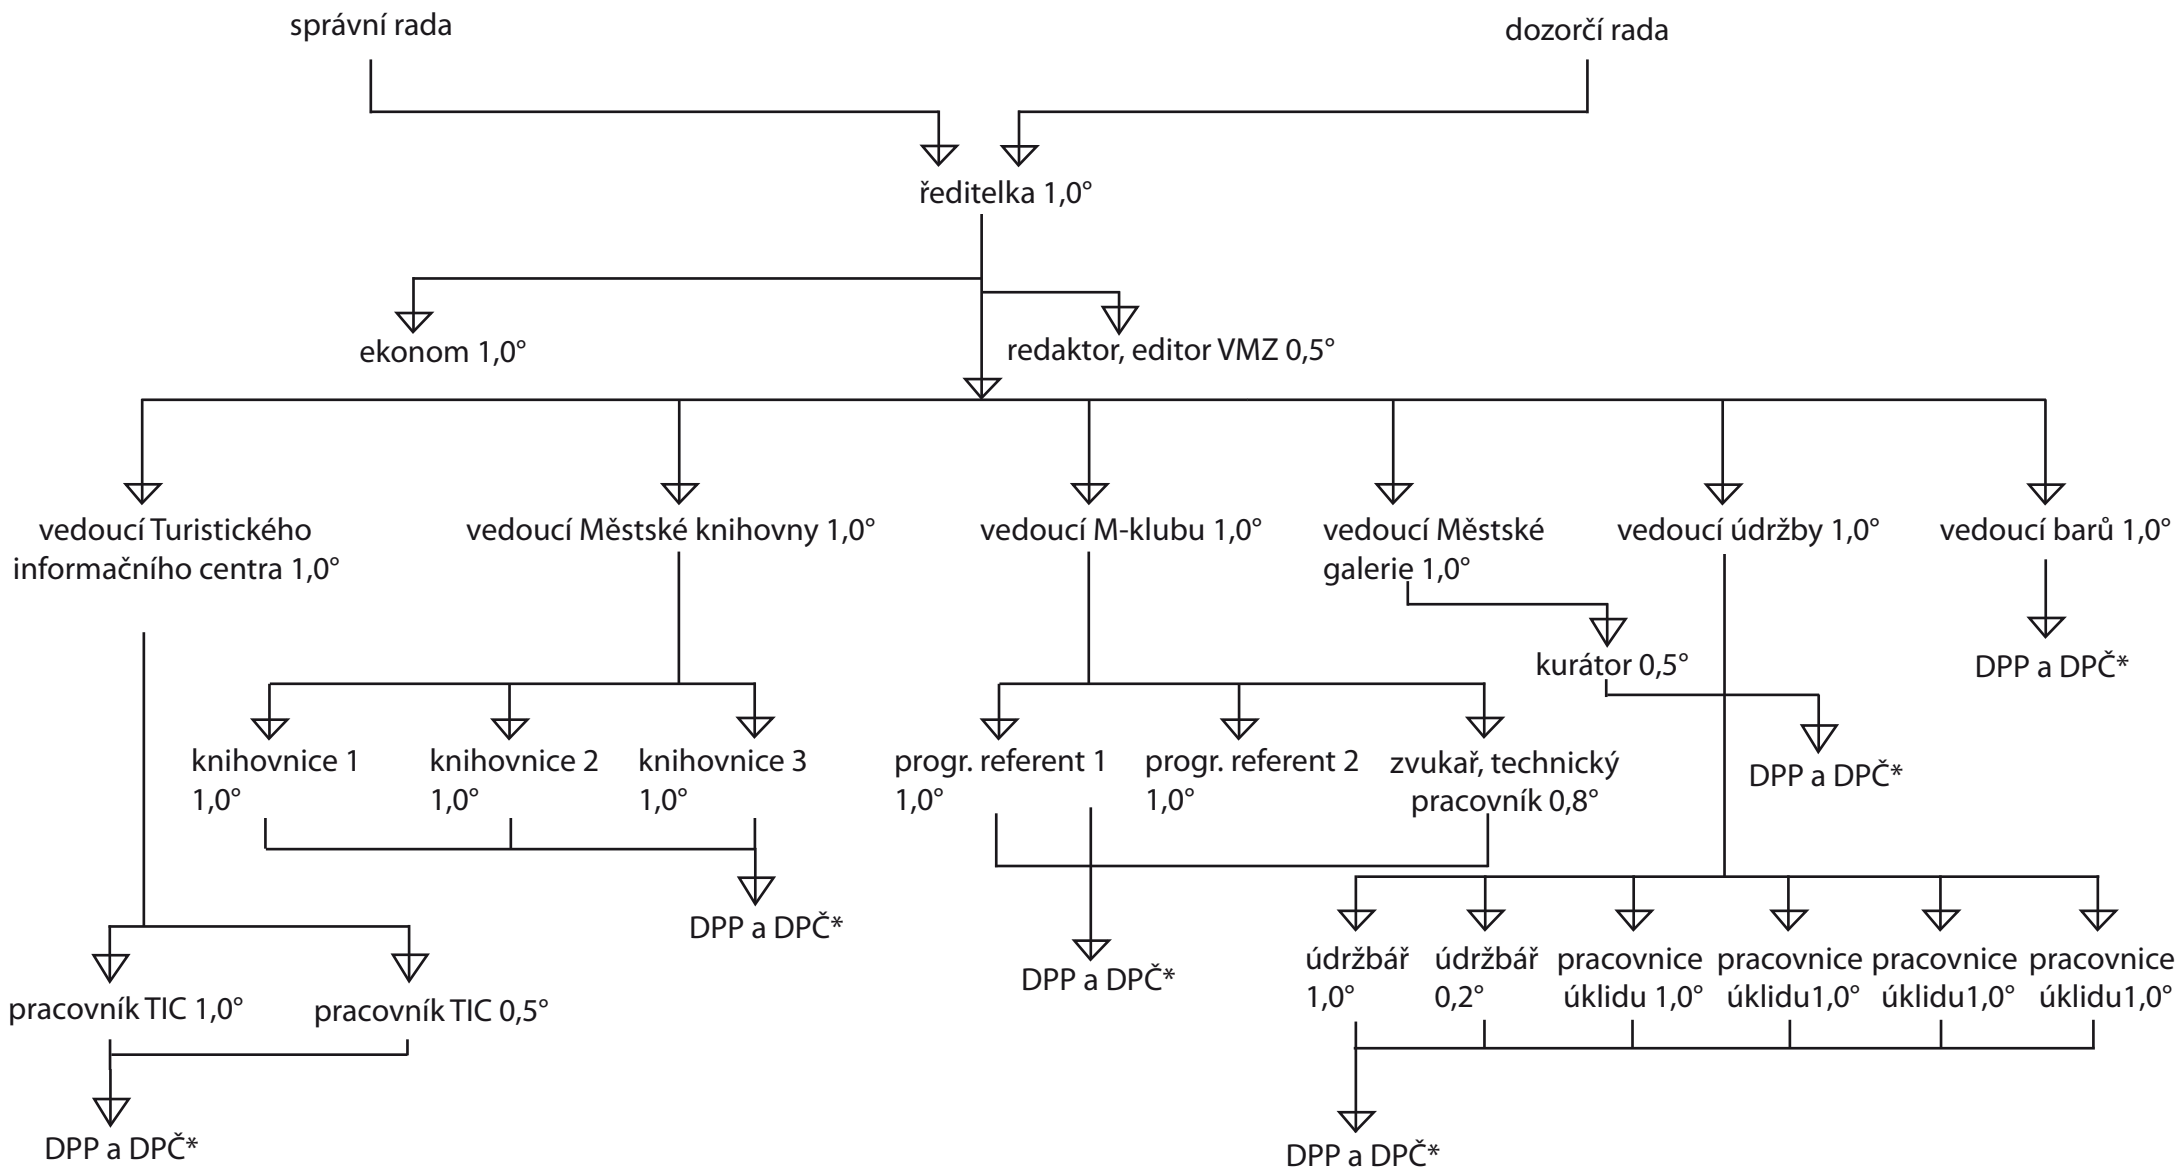 správní rada
dozorčí rada
ředitelka 1,0°
ekonom 1,0°
redaktor, editor VMZ 0,5°
vedoucí Turistického
informačního centra 1,0°
vedoucí Městské knihovny 1,0°
vedoucí M-klubu 1,0°
vedoucí Městské
galerie 1,0°
vedoucí údržby 1,0°
vedoucí barů 1,0°
kurátor 0,5°
DPP a DPČ*
knihovnice 1
1,0°
knihovnice 2
1,0°
knihovnice 3
1,0°
progr. referent 1
1,0°
progr. referent 2
1,0°
zvukař, technický
pracovník 0,8°
DPP a DPČ*
DPP a DPČ*
DPP a DPČ*
údržbář
1,0°
údržbář
0,2°
pracovnice
úklidu 1,0°
pracovnice
úklidu1,0°
pracovnice
úklidu1,0°
pracovnice
úklidu1,0°
pracovník TIC 1,0°
pracovník TIC 0,5°
DPP a DPČ*
DPP a DPČ*